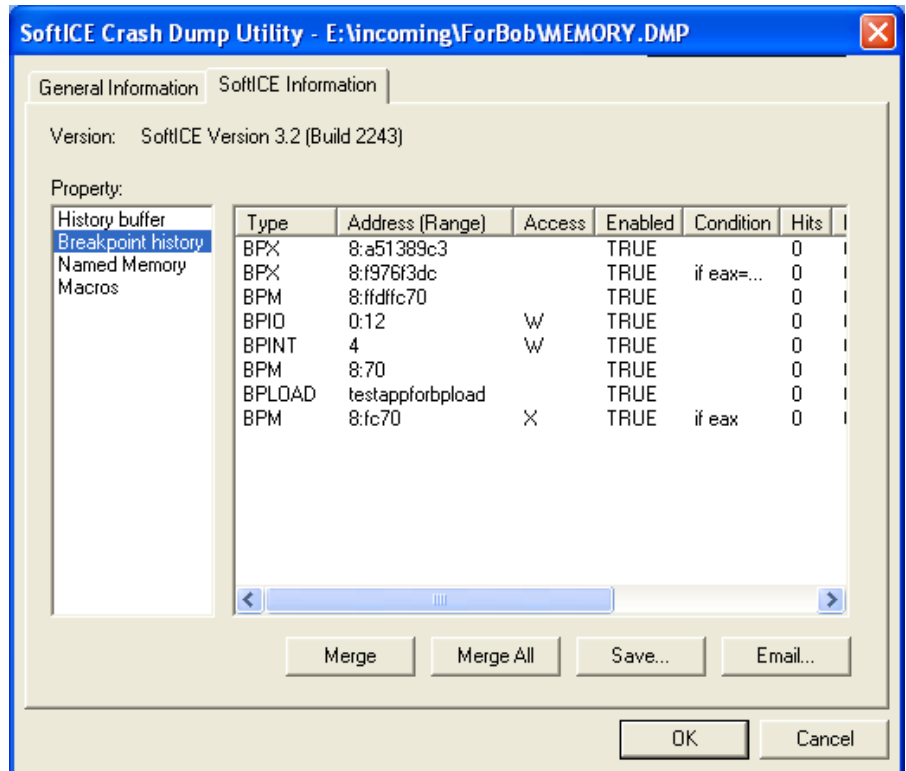 SoftICE Crash Dump Utility - E:\incoming\ForBob\MEMORY.DMP
General Information SoftICE Information
Version: SoftICE Version 3.2 (Build 2243)
Property:
History buffer
Breakpoint history
Named Memory
Macros
Type Address (Range) Access Enabled Condition Hits
BPX 8:a51389c3 TRUE 0
BPX 8:f976f3dc TRUE if eax=... 0
BPM 8:ffdffc70 TRUE 0
BPIO 0:12 W TRUE 0
BPINT 4 W TRUE 0
BPM 8:70 TRUE 0
BPLOAD testappforbpload TRUE 0
BPM 8:fc70 X TRUE if eax 0
Merge Merge All Save... Email...
OK Cancel